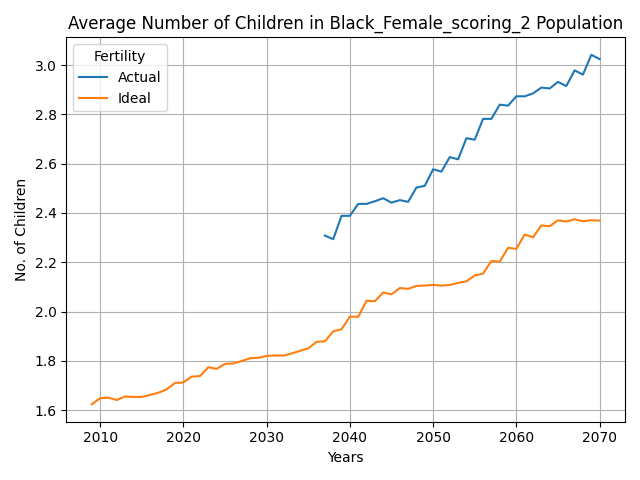 Average Number of Children in Black_Female_scoring_2 Population
Fertility
Actual
Ideal
No. of Children
3.0
2.8
2.6
2.4
2.2
2.0
1.8
1.6
2010 2020 2030 2040 2050 2060 2070
Years